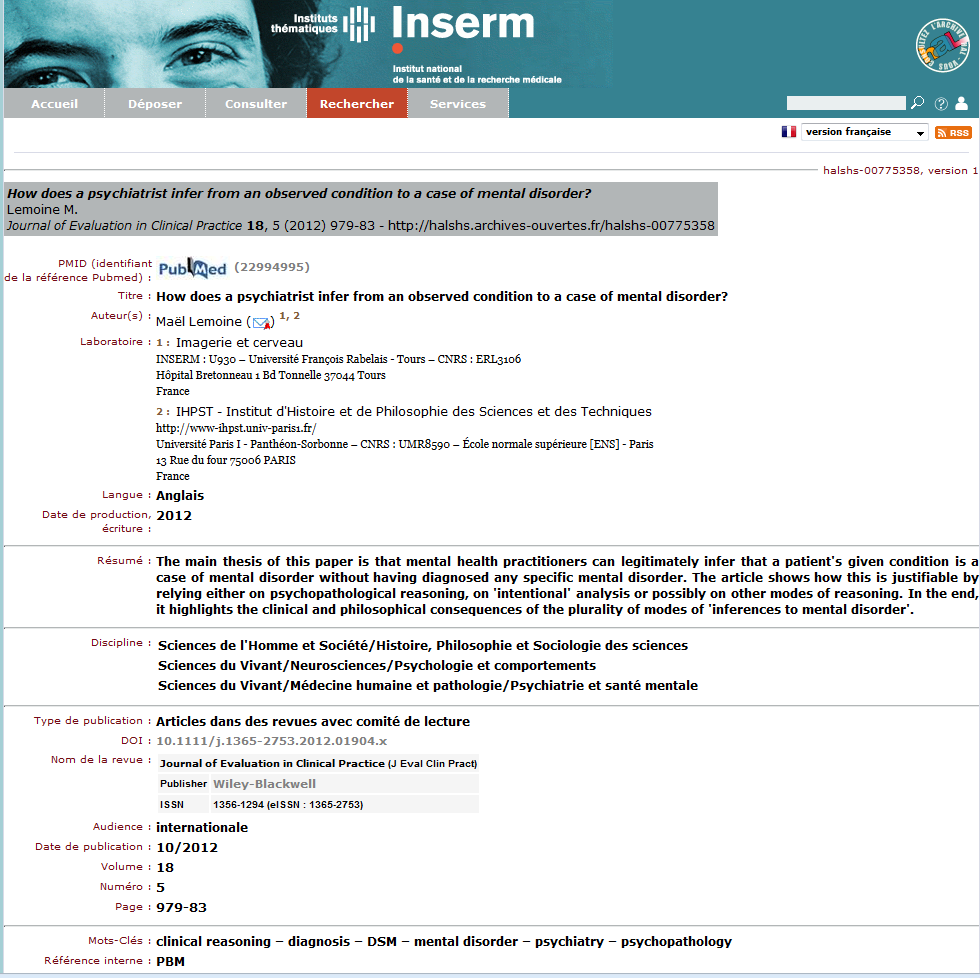 Instituts
thématiques
Inserm
Institut national
de la santé et de la recherche médicale
CONSULTEZ L'ARCHIVE
hal
Accueil Déposer Consulter Rechercher Services
version française RSS
halshs-00775358, version 1
How does a psychiatrist infer from an observed condition to a case of mental disorder?
Lemoine M.
Journal of Evaluation in Clinical Practice 18, 5 (2012) 979-83 - http://halshs.archives-ouvertes.fr/halshs-00775358
PMID (identifiant
de la référence Pubmed) : PubMed (22994995)
Titre : How does a psychiatrist infer from an observed condition to a case of mental disorder?
Auteur(s) : Maël Lemoine ( ) 1, 2
Laboratoire : 1 : Imagerie et cerveau
INSERM : U930 – Université François Rabelais - Tours – CNRS : ERL3106
Hôpital Bretonneau 1 Bd Tonnelle 37044 Tours
France
2 : IHPST - Institut d'Histoire et de Philosophie des Sciences et des Techniques
http://www-ihpst.univ-paris1.fr/
Université Paris I - Panthéon-Sorbonne – CNRS : UMR8590 – École normale supérieure [ENS] - Paris
13 Rue du four 75006 PARIS
France
Langue : Anglais
Date de production,
écriture : 2012
Résumé : The main thesis of this paper is that mental health practitioners can legitimately infer that a patient's given condition is a
case of mental disorder without having diagnosed any specific mental disorder. The article shows how this is justifiable by
relying either on psychopathological reasoning, on 'intentional' analysis or possibly on other modes of reasoning. In the end,
it highlights the clinical and philosophical consequences of the plurality of modes of 'inferences to mental disorder'.
Discipline : Sciences de l'Homme et Société/Histoire, Philosophie et Sociologie des sciences
Sciences du Vivant/Neurosciences/Psychologie et comportements
Sciences du Vivant/Médecine humaine et pathologie/Psychiatrie et santé mentale
Type de publication : Articles dans des revues avec comité de lecture
DOI : 10.1111/j.1365-2753.2012.01904.x
Nom de la revue : Journal of Evaluation in Clinical Practice (J Eval Clin Pract)
Publisher Wiley-Blackwell
ISSN 1356-1294 (eISSN : 1365-2753)
Audience : internationale
Date de publication : 10/2012
Volume : 18
Numéro : 5
Page : 979-83
Mots-Clés : clinical reasoning – diagnosis – DSM – mental disorder – psychiatry – psychopathology
Référence interne : PBM